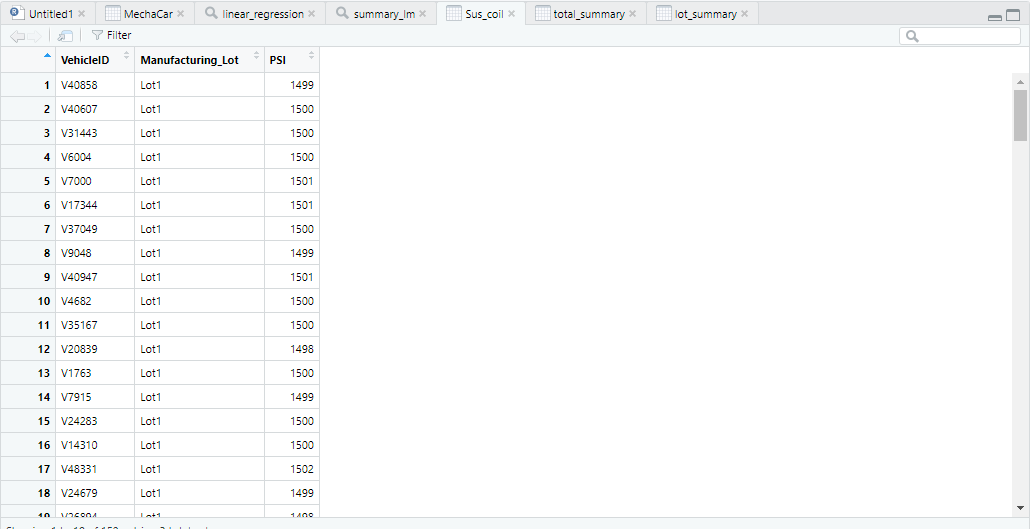 Untitled1 MechaCar linear_regression summary_lm Sus_coil total_summary lot_summary
Filter
VehicleID Manufacturing_Lot PSI
1 V40858 Lot1 1499
2 V40607 Lot1 1500
3 V31443 Lot1 1500
4 V6004 Lot1 1500
5 V7000 Lot1 1501
6 V17344 Lot1 1501
7 V37049 Lot1 1500
8 V9048 Lot1 1499
9 V40947 Lot1 1501
10 V4682 Lot1 1500
11 V35167 Lot1 1500
12 V20839 Lot1 1498
13 V1763 Lot1 1500
14 V7915 Lot1 1499
15 V24283 Lot1 1500
16 V14310 Lot1 1500
17 V48331 Lot1 1502
18 V24679 Lot1 1499
19 V26894 Lot1 1498